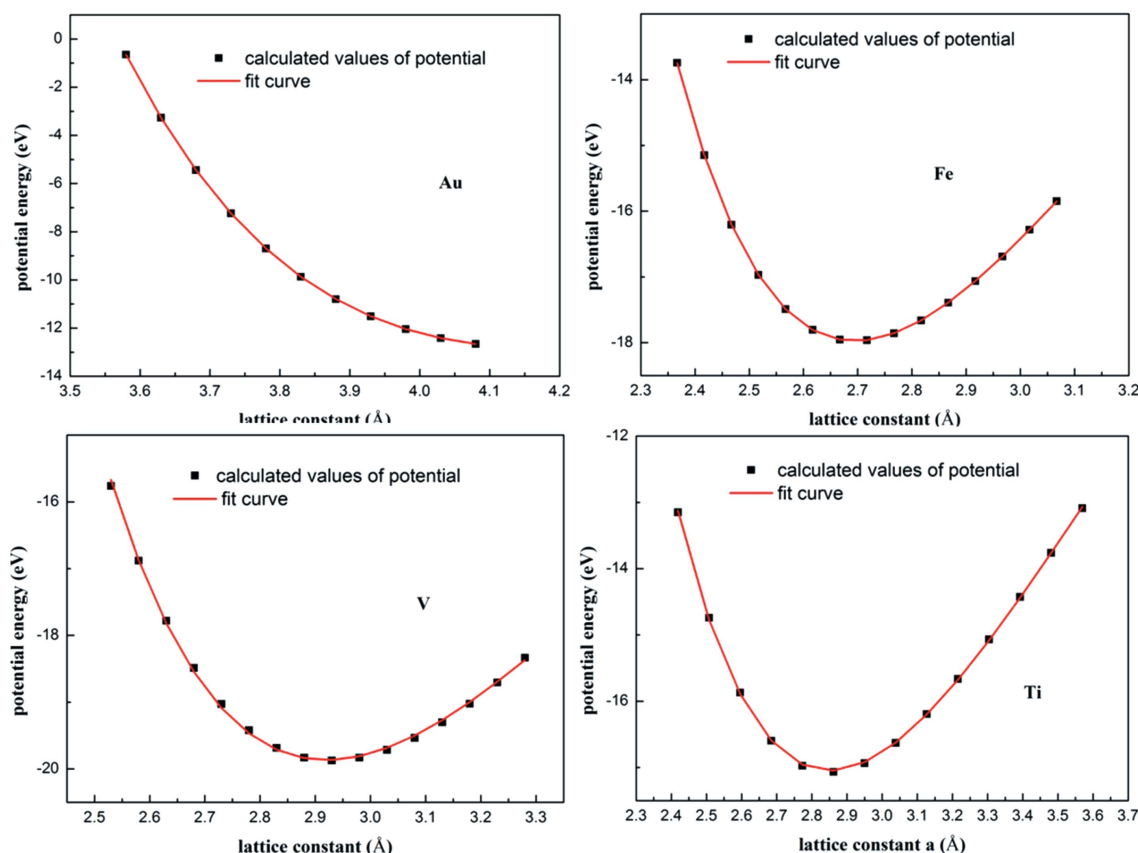 0
-2
-4
-6
-8
-10
-12
-14
potential energy (eV)
calculated values of potential
fit curve
Au
3.5 3.6 3.7 3.8 3.9 4.0 4.1 4.2
lattice constant (Å)
-14
-16
-18
potential energy (eV)
calculated values of potential
fit curve
Fe
2.3 2.4 2.5 2.6 2.7 2.8 2.9 3.0 3.1 3.2
lattice constant (Å)
-16
-18
-20
potential energy (eV)
calculated values of potential
fit curve
V
2.5 2.6 2.7 2.8 2.9 3.0 3.1 3.2 3.3
lattice constant (Å)
-12
-14
-16
potential energy (eV)
calculated values of potential
fit curve
Ti
2.3 2.4 2.5 2.6 2.7 2.8 2.9 3.0 3.1 3.2 3.3 3.4 3.5 3.6 3.7
lattice constant a (Å)